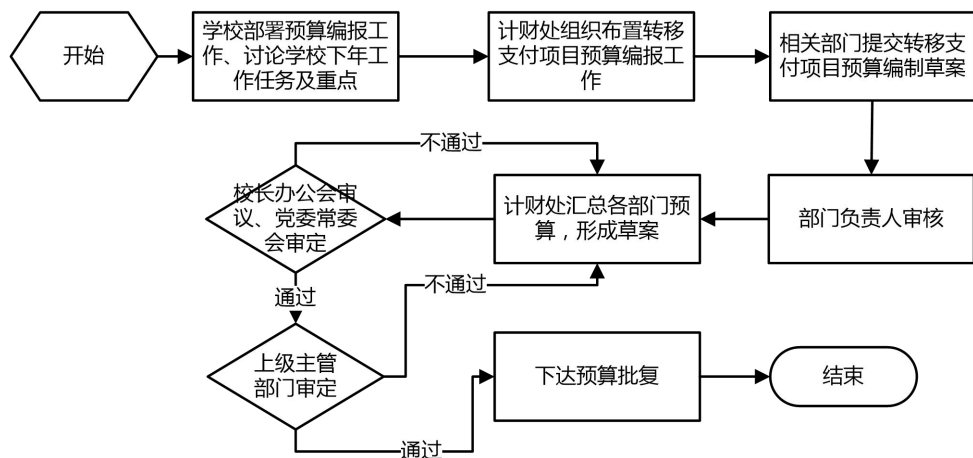 开始
学校部署预算编报工
作、讨论学校下年工
作任务及重点
计财处组织布置转移
支付项目预算编报工
作
相关部门提交转移支
付项目预算编制草案
不通过
校长办公会审
议、党委常委
会审定
计财处汇总各部门预
算，形成草案
部门负责人审核
通过
不通过
上级主管
部门审定
下达预算批复
结束
通过